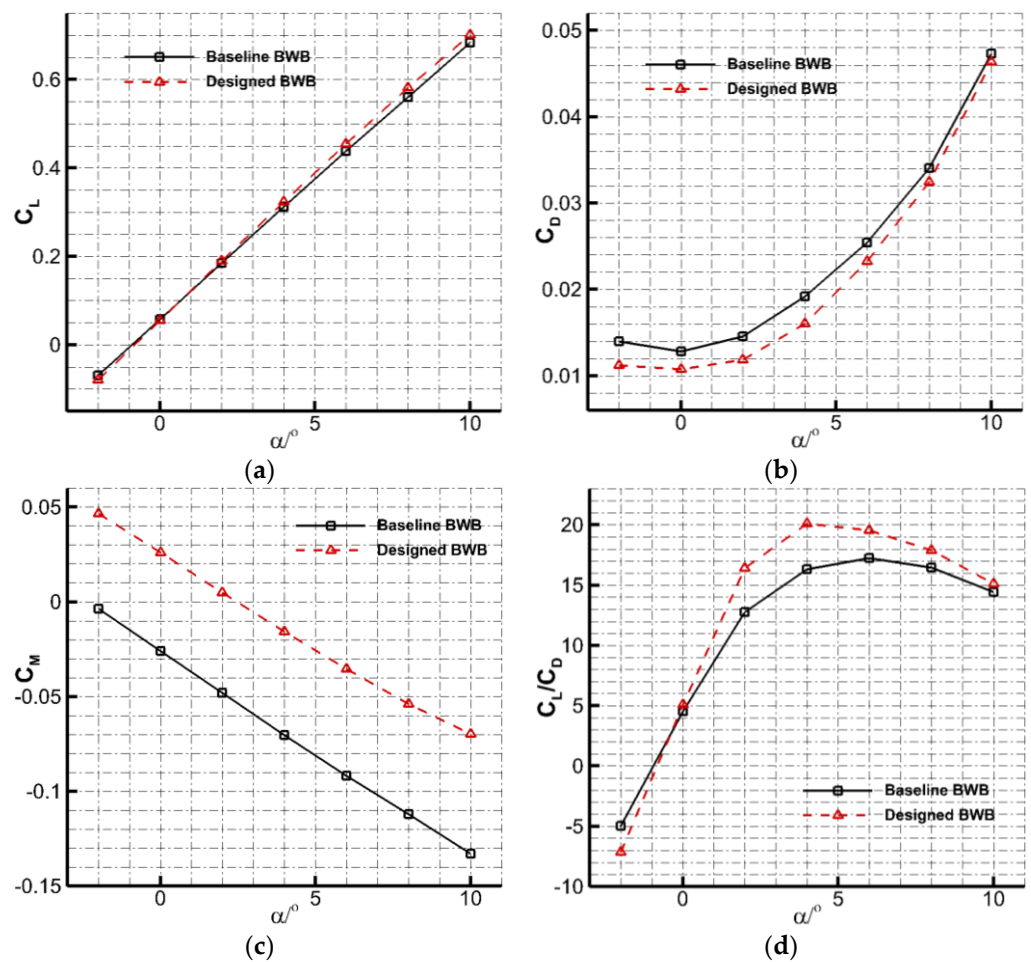 Baseline BWB
Designed BWB
0.6
0.4
0.2
0
C_L
0 5 10
α/°
(a)
Baseline BWB
Designed BWB
0.05
0.04
0.03
0.02
0.01
C_D
0 5 10
α/°
(b)
Baseline BWB
Designed BWB
0.05
0
-0.05
-0.1
-0.15
C_M
0 5 10
α/°
(c)
20
15
10
5
0
-5
-10
C_L/C_D
Baseline BWB
Designed BWB
0 5 10
α/°
(d)